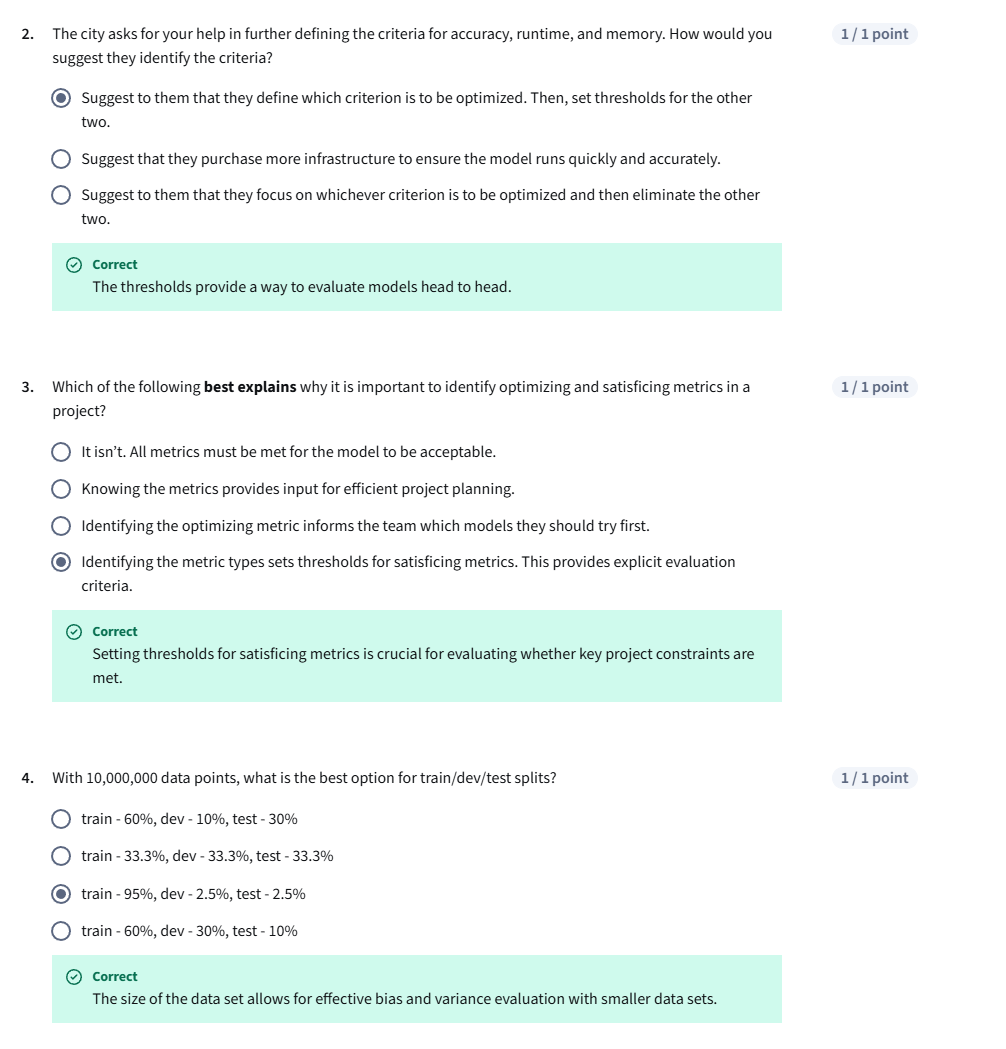 2. The city asks for your help in further defining the criteria for accuracy, runtime, and memory. How would you
1 / 1 point
suggest they identify the criteria?
Suggest to them that they define which criterion is to be optimized. Then, set thresholds for the other
two.
Suggest that they purchase more infrastructure to ensure the model runs quickly and accurately.
Suggest to them that they focus on whichever criterion is to be optimized and then eliminate the other
two.
Correct
The thresholds provide a way to evaluate models head to head.
3. Which of the following best explains why it is important to identify optimizing and satisficing metrics in a
1 / 1 point
project?
It isn’t. All metrics must be met for the model to be acceptable.
Knowing the metrics provides input for efficient project planning.
Identifying the optimizing metric informs the team which models they should try first.
Identifying the metric types sets thresholds for satisficing metrics. This provides explicit evaluation
criteria.
Correct
Setting thresholds for satisficing metrics is crucial for evaluating whether key project constraints are
met.
4. With 10,000,000 data points, what is the best option for train/dev/test splits?
1 / 1 point
train - 60%, dev - 10%, test - 30%
train - 33.3%, dev - 33.3%, test - 33.3%
train - 95%, dev - 2.5%, test - 2.5%
train - 60%, dev - 30%, test - 10%
Correct
The size of the data set allows for effective bias and variance evaluation with smaller data sets.